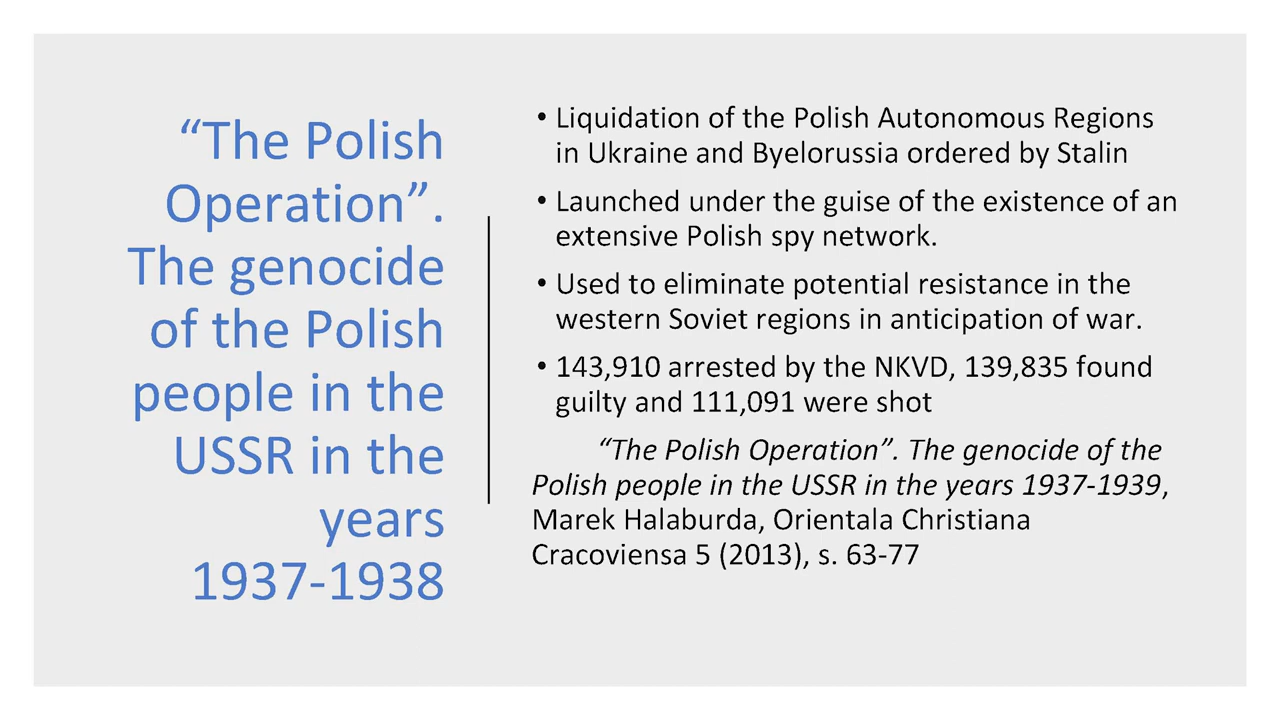 “The Polish
Operation”.
The genocide
of the Polish
people in the
USSR in the
years
1937-1938
• Liquidation of the Polish Autonomous Regions
in Ukraine and Byelorussia ordered by Stalin
• Launched under the guise of the existence of an
extensive Polish spy network.
• Used to eliminate potential resistance in the
western Soviet regions in anticipation of war.
• 143,910 arrested by the NKVD, 139,835 found
guilty and 111,091 were shot
“The Polish Operation”. The genocide of the
Polish people in the USSR in the years 1937-1939,
Marek Halaburda, Orientala Christiana
Cracoviensa 5 (2013), s. 63-77